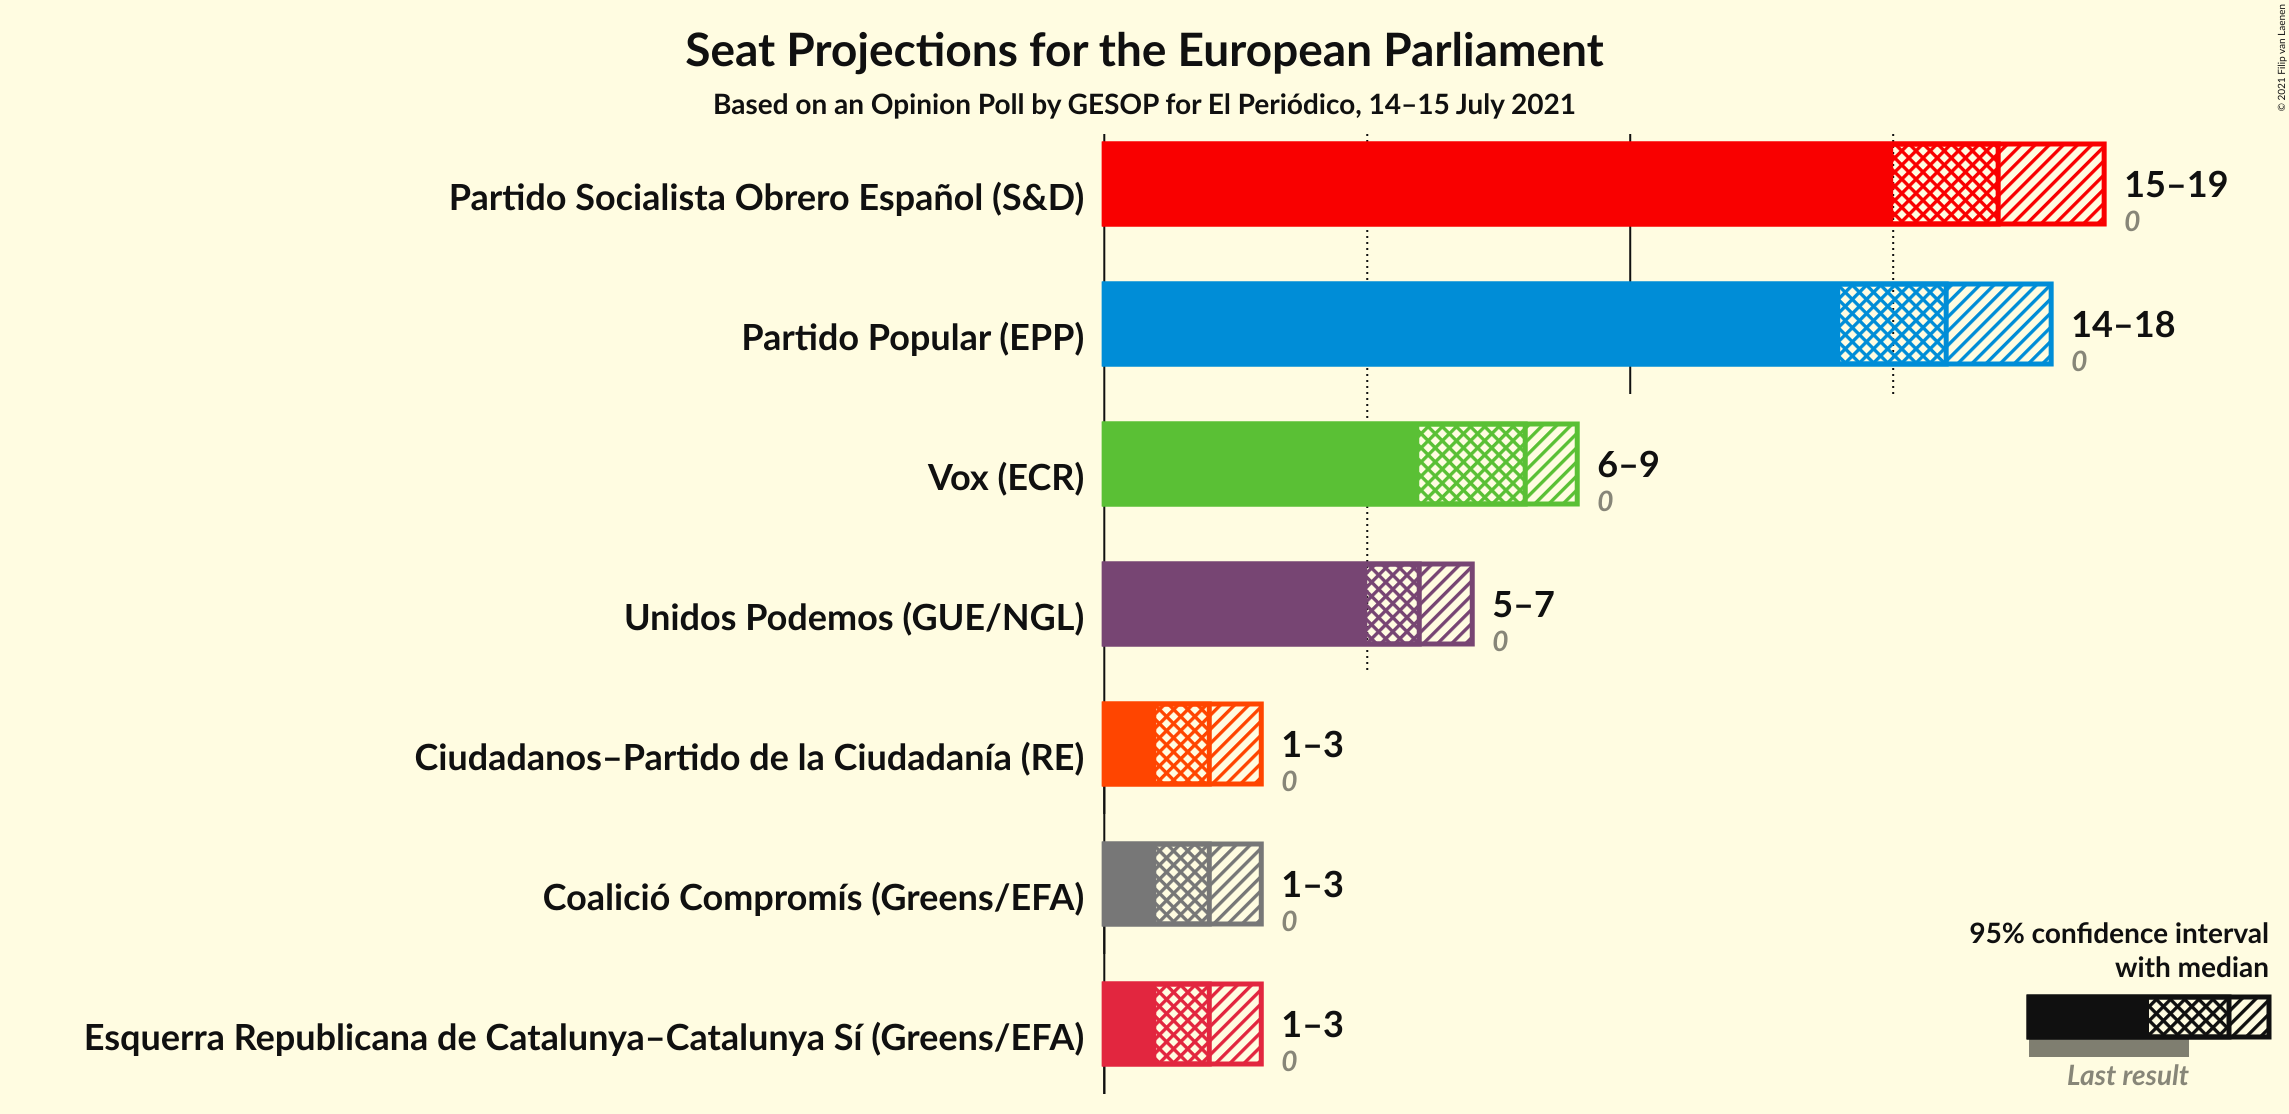 Seat Projections for the European Parliament
Based on an Opinion Poll by GESOP for El Periódico, 14–15 July 2021
© 2021 Filip van Laenen
Partido Socialista Obrero Español (S&D)
15–19
0
Partido Popular (EPP)
14–18
0
Vox (ECR)
6–9
0
Unidos Podemos (GUE/NGL)
5–7
0
Ciudadanos–Partido de la Ciudadanía (RE)
1–3
0
Coalició Compromís (Greens/EFA)
1–3
0
Esquerra Republicana de Catalunya–Catalunya Sí (Greens/EFA)
1–3
0
95% confidence interval
with median
Last result